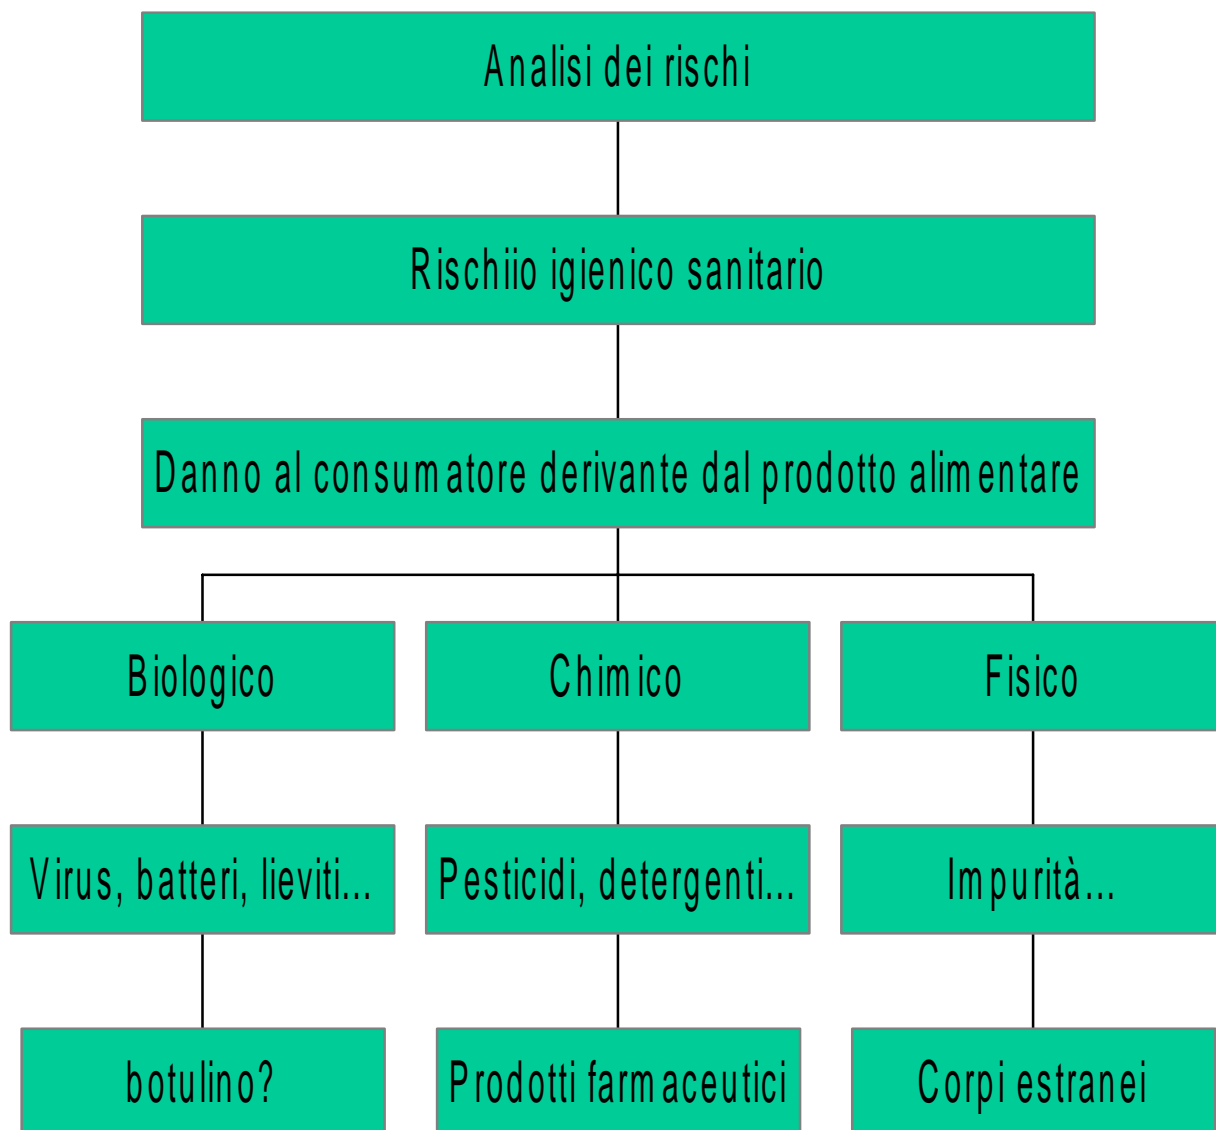 Analisi dei rischi
Rischiio igienico sanitario
Danno al consumatore derivante dal prodotto alimentare
Biologico
Chimico
Fisico
Virus, batteri, lieviti...
Pesticidi, detergenti...
Impurità...
botulino?
Prodotti farmaceutici
Corpi estranei